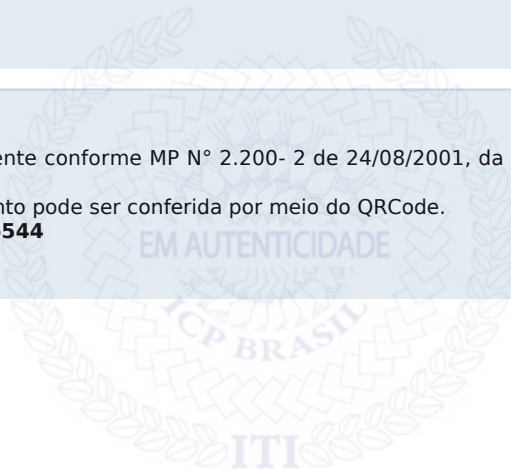 ente conforme MP N° 2.200- 2 de 24/08/2001, da
nto pode ser conferida por meio do QRCode.
544
EM AUTENTICIDADE
ICP BRASIL
ITI